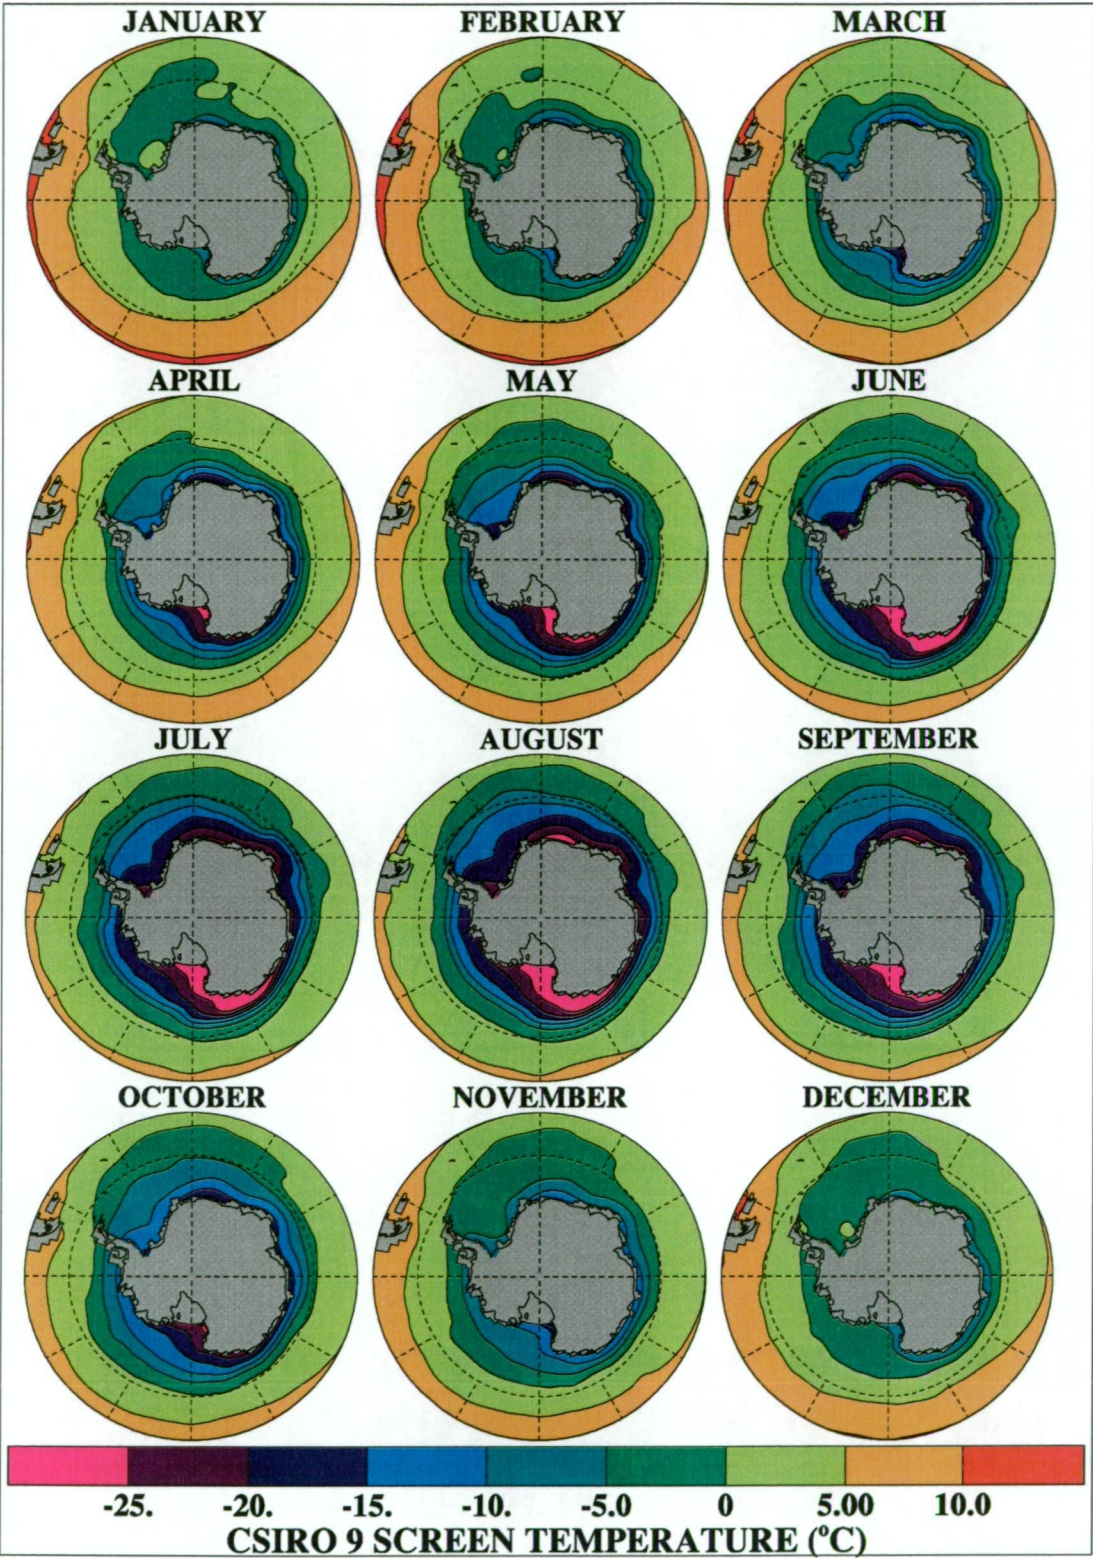 JANUARY FEBRUARY MARCH
APRIL MAY JUNE
JULY AUGUST SEPTEMBER
OCTOBER NOVEMBER DECEMBER
-25. -20. -15. -10. -5.0 0 5.00 10.0
CSIRO 9 SCREEN TEMPERATURE (°C)